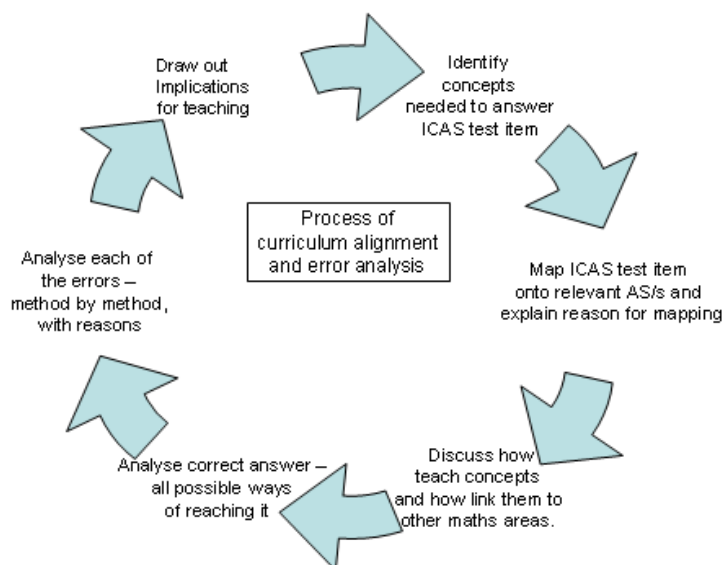 Draw out
Implications
for teaching
Identify
concepts
needed to answer
ICAS test item
Process of
curriculum alignment
and error analysis
Map ICAS test item
onto relevant AS/s and
explain reason for mapping
Discuss how
teach concepts
and how link them to
other maths areas.
Analyse correct answer –
all possible ways
of reaching it
Analyse each of
the errors –
method by method,
with reasons